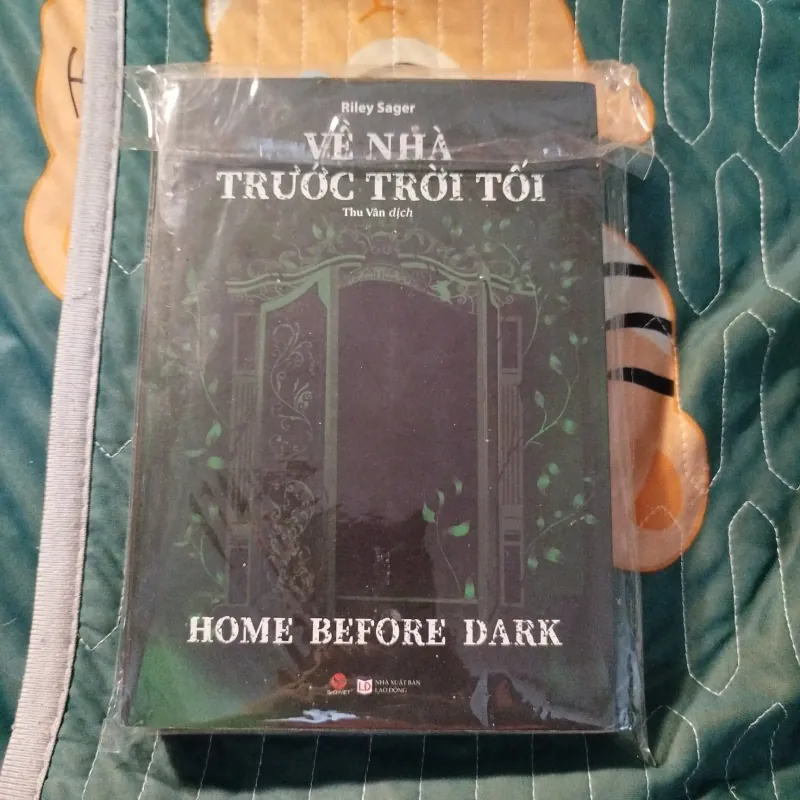 Riley Sager
VỀ NHÀ
TRƯỚC TRỜI TỐI
Thu Vân dịch
HOME BEFORE DARK
NHÀ XUẤT BẢN
LAO ĐỘNG